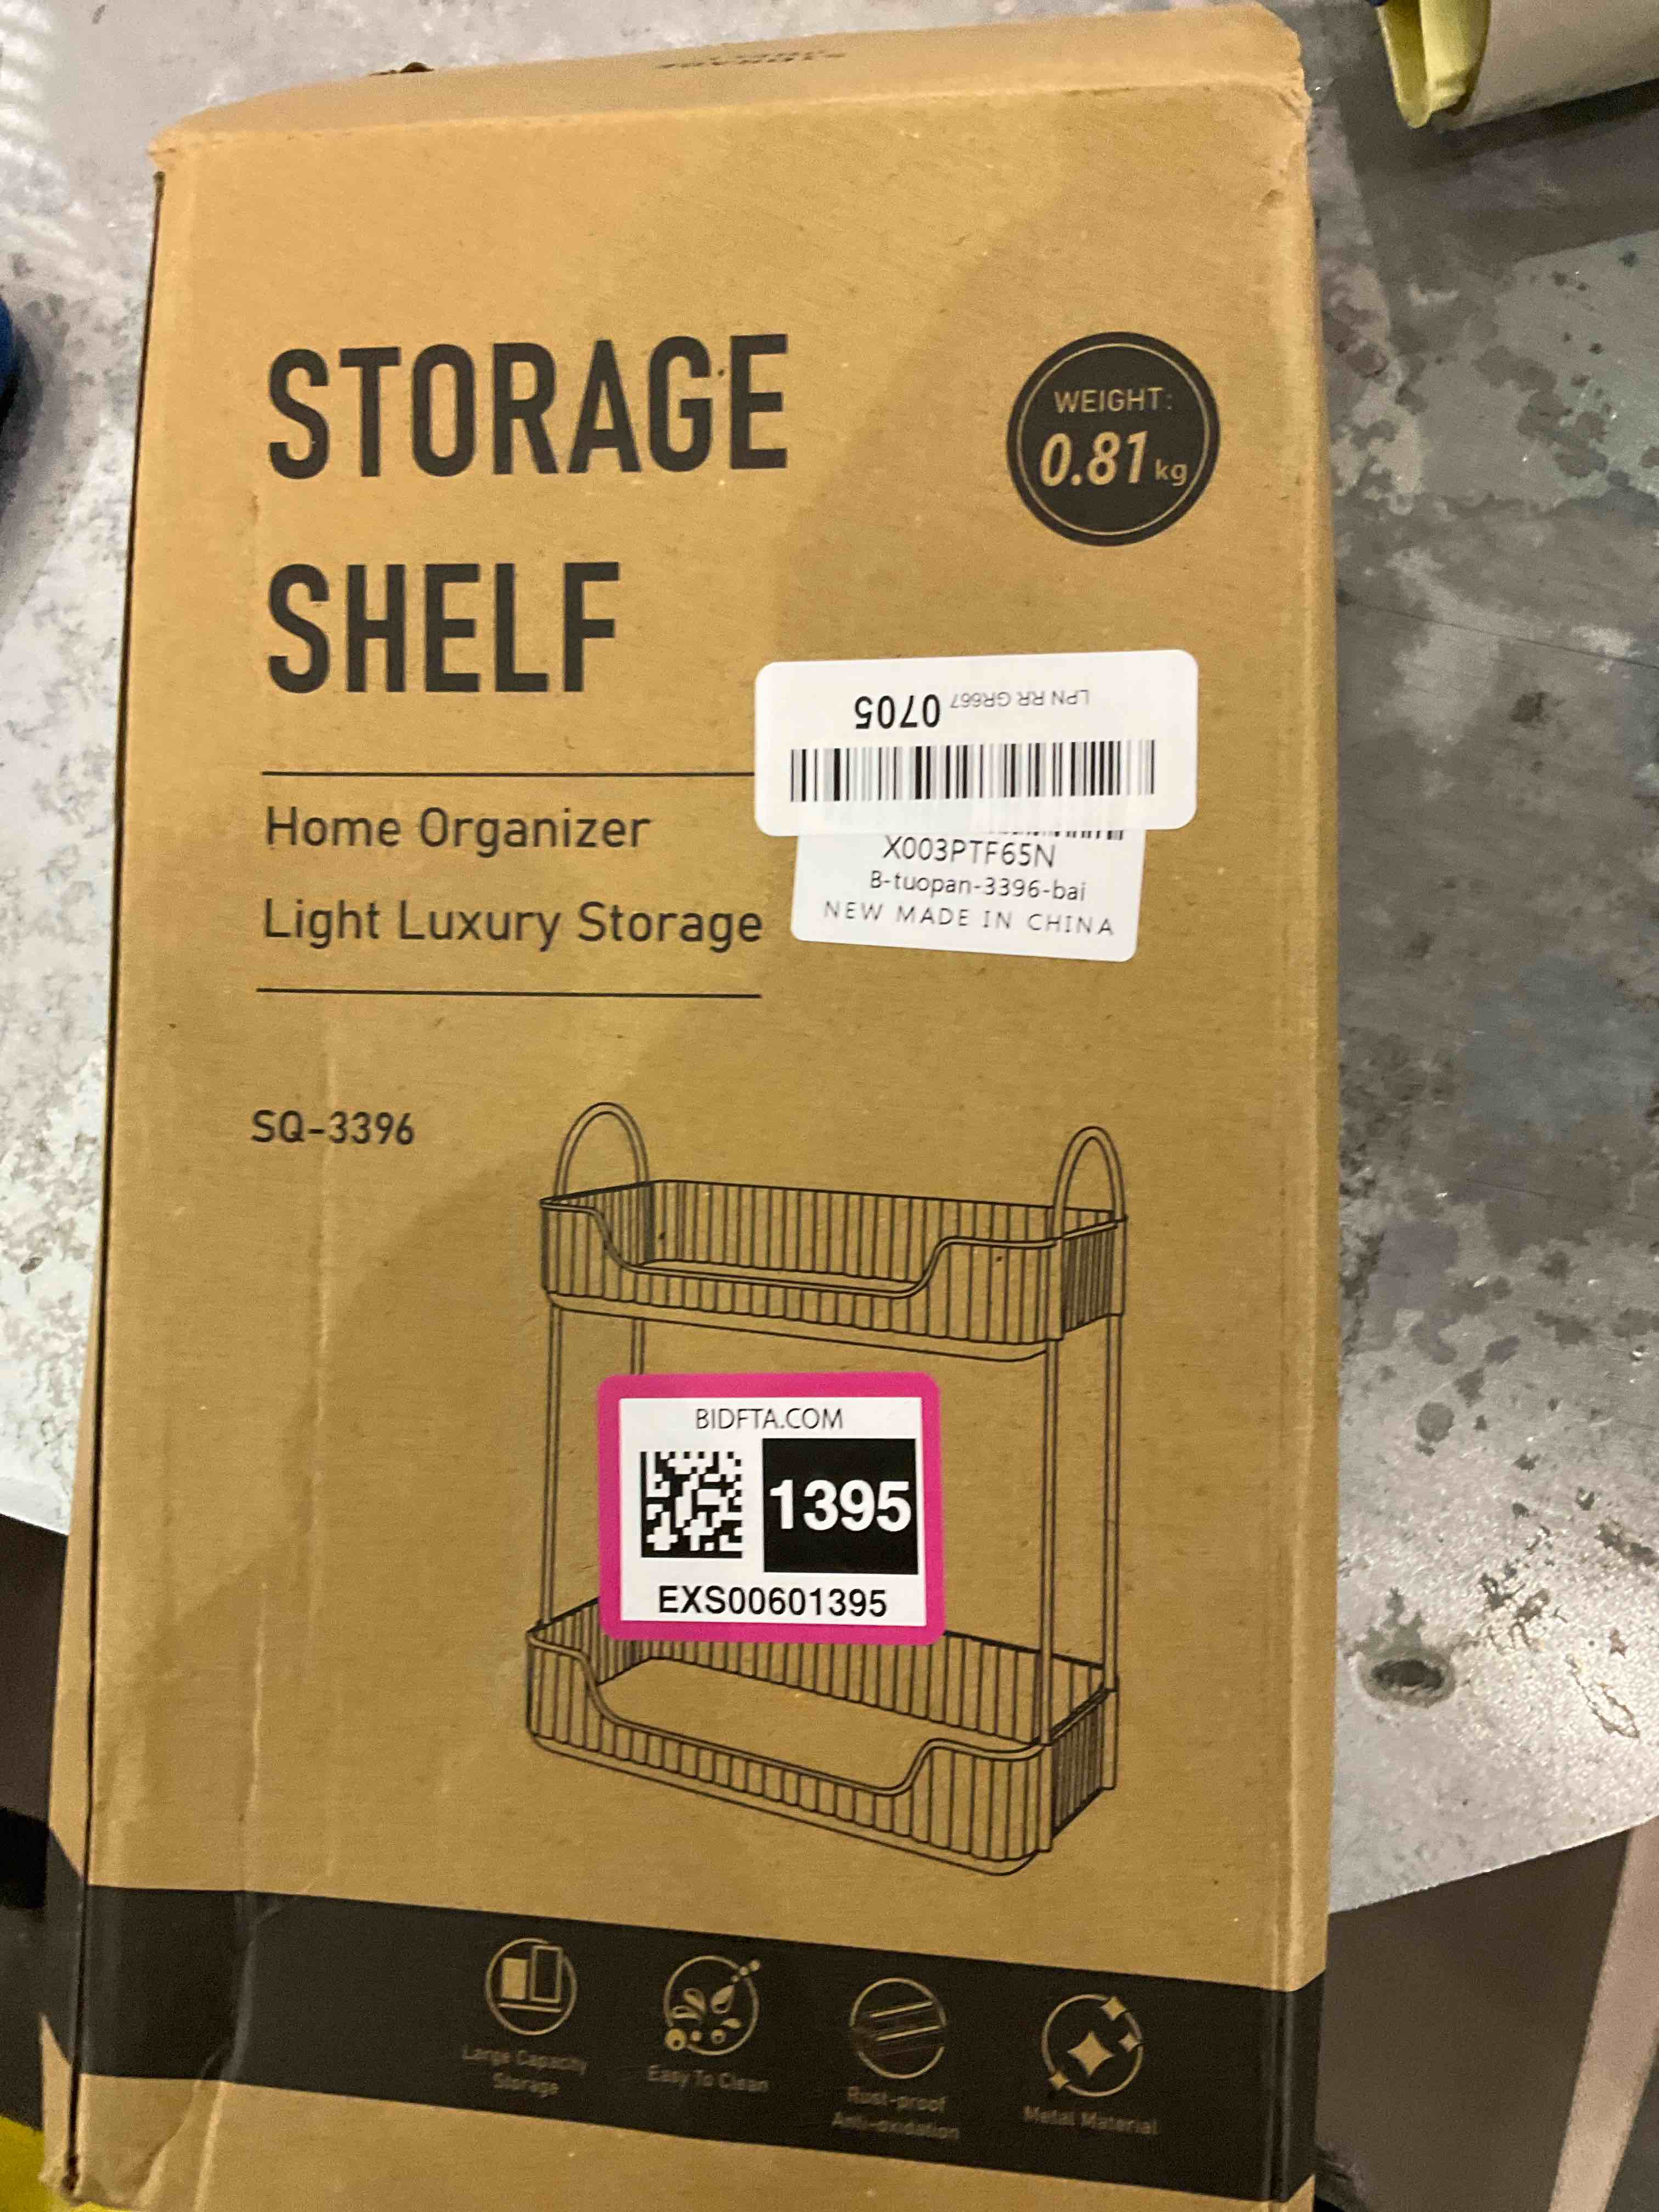 STORAGE
SHELF
WEIGHT:
0.81 kg
LPN RR GR667 0705
X003PTF65N
B-tuopan-3396-bai
NEW MADE IN CHINA
Home Organizer
Light Luxury Storage
SQ-3396
BIDFTA.COM
1395
EXS00601395
Large Capacity
Storage
Easy To Clean
Rust-proof
Anti-oxidation
Metal Material